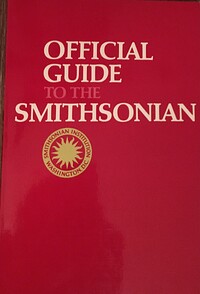 OFFICIAL
GUIDE
TO THE
SMITHSONIAN
SMITHSONIAN INSTITUTION
WASHINGTON, D.C.